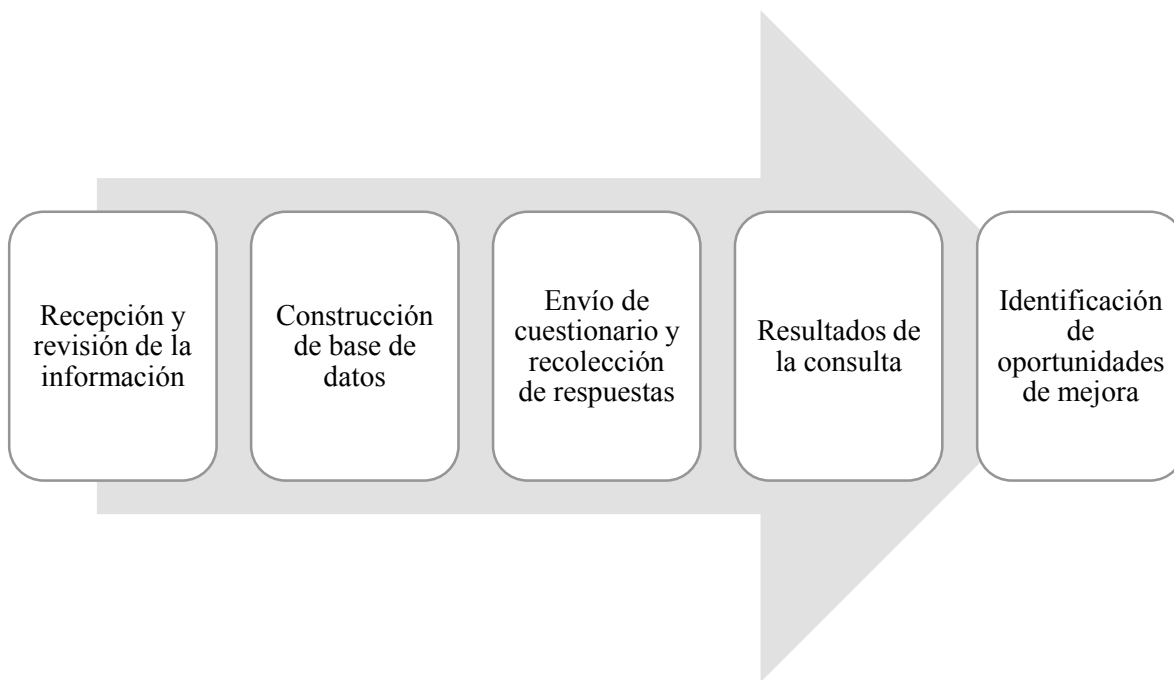 Recepción y
revisión de la
información
Construcción
de base de
datos
Envío de
cuestionario y
recolección
de respuestas
Resultados de
la consulta
Identificación
de
oportunidades
de mejora